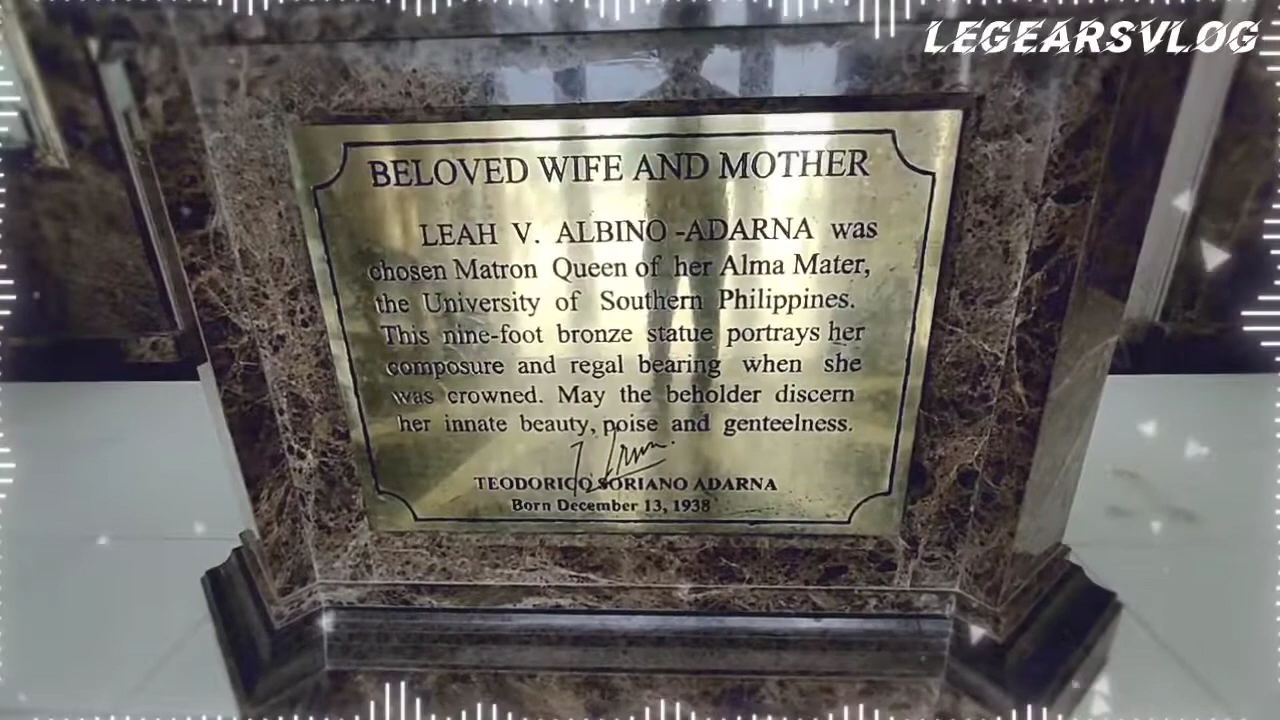 LEGEARSVLOG
BELOVED WIFE AND MOTHER
LEAH V. ALBINO -ADARNA was
chosen Matron Queen of her Alma Mater,
the University of Southern Philippines.
This nine-foot bronze statue portrays her
composure and regal bearing when she
was crowned. May the beholder discern
her innate beauty, poise and genteelness.
TEODORICO SORIANO ADARNA
Born December 13, 1938